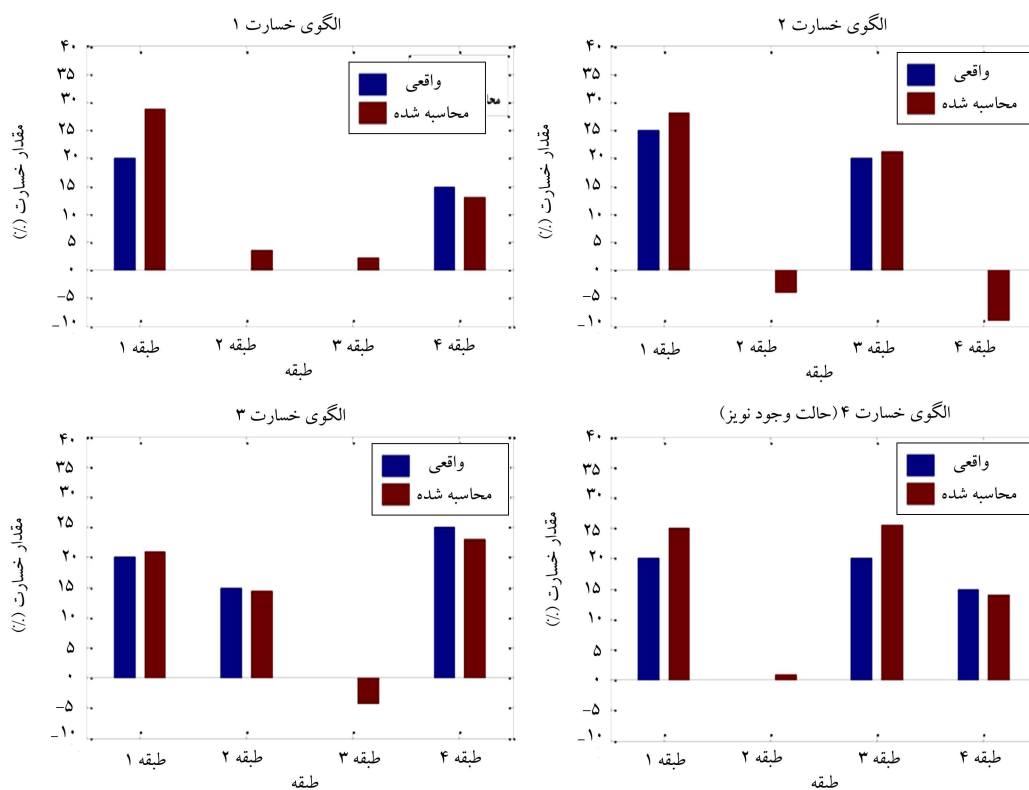 الگوی خسارت ۱
۴۰
۳۵
۳۰
۲۵
۲۰
۱۵
۱۰
۵
۰
-۵
-۱۰
مقدار خسارت (٪)
واقعی
محاسبه شده
طبقه ۱
طبقه ۲
طبقه ۳
طبقه ۴
طبقه
الگوی خسارت ۲
۴۰
۳۵
۳۰
۲۵
۲۰
۱۵
۱۰
۵
۰
-۵
-۱۰
مقدار خسارت (٪)
واقعی
محاسبه شده
طبقه ۱
طبقه ۲
طبقه ۳
طبقه ۴
طبقه
الگوی خسارت ۳
۴۰
۳۵
۳۰
۲۵
۲۰
۱۵
۱۰
۵
۰
-۵
-۱۰
مقدار خسارت (٪)
واقعی
محاسبه شده
طبقه ۱
طبقه ۲
طبقه ۳
طبقه ۴
طبقه
الگوی خسارت ۴ (حالت وجود نویز)
۴۰
۳۵
۳۰
۲۵
۲۰
۱۵
۱۰
۵
۰
-۵
-۱۰
مقدار خسارت (٪)
واقعی
محاسبه شده
طبقه ۱
طبقه ۲
طبقه ۳
طبقه ۴
طبقه